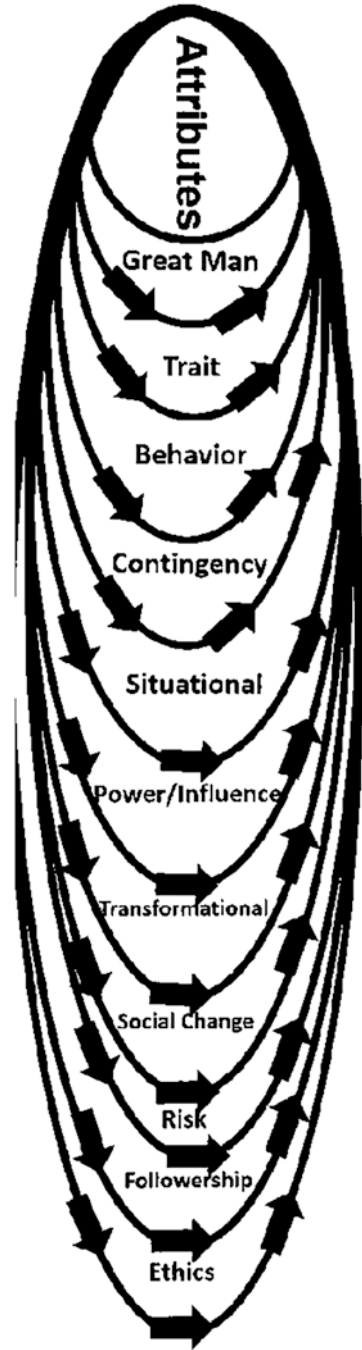 Attributes
Great Man
Trait
Behavior
Contingency
Situational
Power/Influence
Transformational
Social Change
Risk
Followership
Ethics